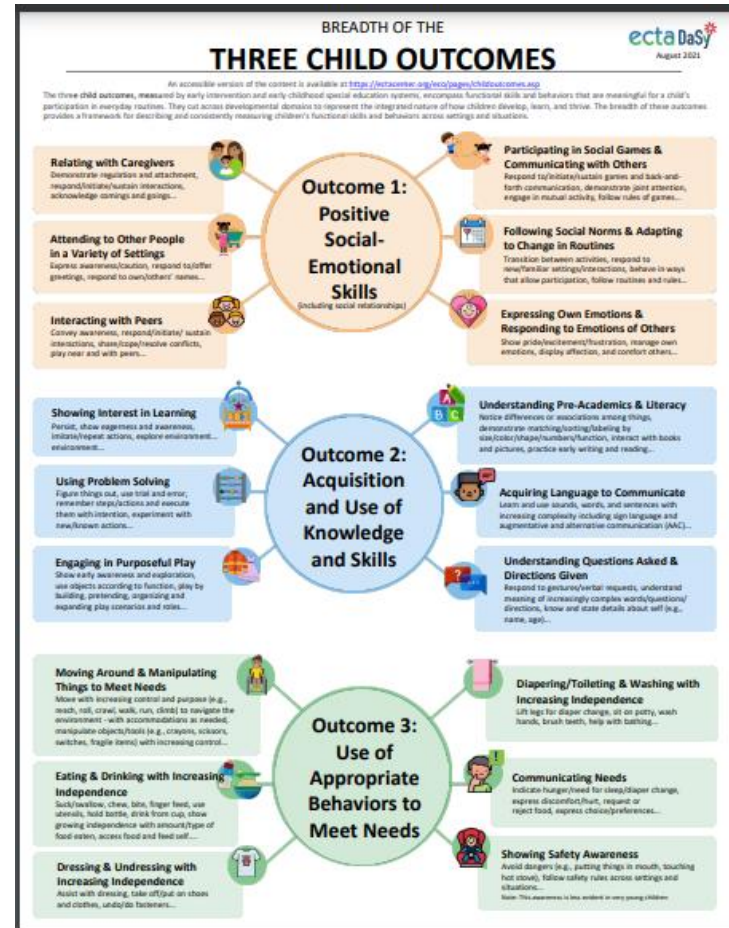 BREADTH OF THE
THREE CHILD OUTCOMES
ecta DaSy
August 2021
An accessible version of the content is available at https://ectacenter.org/eco/pages/childoutcomes.asp
The three child outcomes, measured by early intervention and early childhood special education systems, encompass functional skills and behaviors that are meaningful for a child's
participation in everyday routines. They cut across developmental domains to represent the integrated nature of how children develop, learn, and thrive. The breadth of these outcomes
provides a framework for describing and consistently measuring children's functional skills and behaviors across settings and situations.
Outcome 1:
Positive
Social-
Emotional
Skills
(including social relationships)
Relating with Caregivers
Demonstrate regulation and attachment,
respond/initiate/sustain interactions,
acknowledge comings and goings...
Attending to Other People
in a Variety of Settings
Express awareness/caution, respond to/offer
greetings, respond to own/others' names...
Interacting with Peers
Convey awareness, respond/initiate/ sustain
interactions, share/cope/resolve conflicts,
play near and with peers...
Participating in Social Games &
Communicating with Others
Respond to/initiate/sustain games and back-and-
forth communication, demonstrate joint attention,
engage in mutual activity, follow rules of games...
Following Social Norms & Adapting
to Change in Routines
Transition between activities, respond to
new/familiar settings/interactions, behave in ways
that allow participation, follow routines and rules...
Expressing Own Emotions &
Responding to Emotions of Others
Show pride/excitement/frustration, manage own
emotions, display affection, and comfort others...
Outcome 2:
Acquisition
and Use of
Knowledge
and Skills
Showing Interest in Learning
Persist, show eagerness and awareness,
imitate/repeat actions, explore environment...
environment...
Using Problem Solving
Figure things out, use trial and error,
remember steps/actions and execute
them with intention, experiment with
new/known actions...
Engaging in Purposeful Play
Show early awareness and exploration,
use objects according to function, play by
building, pretending, organizing and
expanding play scenarios and roles...
A
B C
Understanding Pre-Academics & Literacy
Notice differences or associations among things,
demonstrate matching/sorting/labeling by
size/color/shape/numbers/function, interact with books
and pictures, practice early writing and reading...
Acquiring Language to Communicate
Learn and use sounds, words, and sentences with
increasing complexity including sign language and
augmentative and alternative communication (AAC)...
Understanding Questions Asked &
Directions Given
Respond to gestures/verbal requests, understand
meaning of increasingly complex words/questions/
directions, know and state details about self (e.g.,
name, age)...
Outcome 3:
Use of
Appropriate
Behaviors to
Meet Needs
Moving Around & Manipulating
Things to Meet Needs
Move with increasing control and purpose (e.g.,
reach, roll, crawl, walk, run, climb) to navigate the
environment - with accommodations as needed,
manipulate objects/tools (e.g., crayons, scissors,
switches, fragile items) with increasing control...
Eating & Drinking with Increasing
Independence
Suck/swallow, chew, bite, finger feed, use
utensils, hold bottle, drink from cup, show
growing independence with amount/type of
food eaten, access food and feed self...
Dressing & Undressing with
Increasing Independence
Assist with dressing, take off/put on shoes
and clothes, undo/do fasteners...
Diapering/Toileting & Washing with
Increasing Independence
Lift legs for diaper change, sit on potty, wash
hands, brush teeth, help with bathing...
Communicating Needs
Indicate hunger/need for sleep/diaper change,
express discomfort/hurt, request or
reject food, express choice/preferences...
Showing Safety Awareness
Avoid dangers (e.g., putting things in mouth, touching
hot stove), follow safety rules across settings and
situations...
Note: This awareness is less evident in very young children